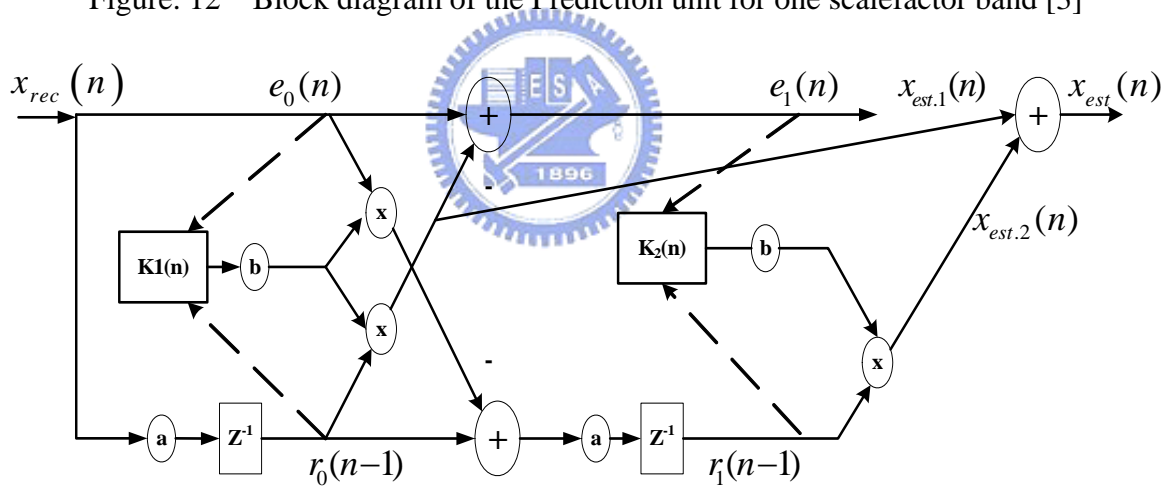 Figure. 12 Block diagram of the Prediction unit for one scalefactor band [3]
x_rec(n) e_0(n) e_1(n) x_est.1(n) x_est(n)
+ +
E S A
1896
-
x
x_est.2(n)
K1(n) b K_2(n) b
x
-
x
a Z^-1 + a Z^-1
r_0(n-1) r_1(n-1)